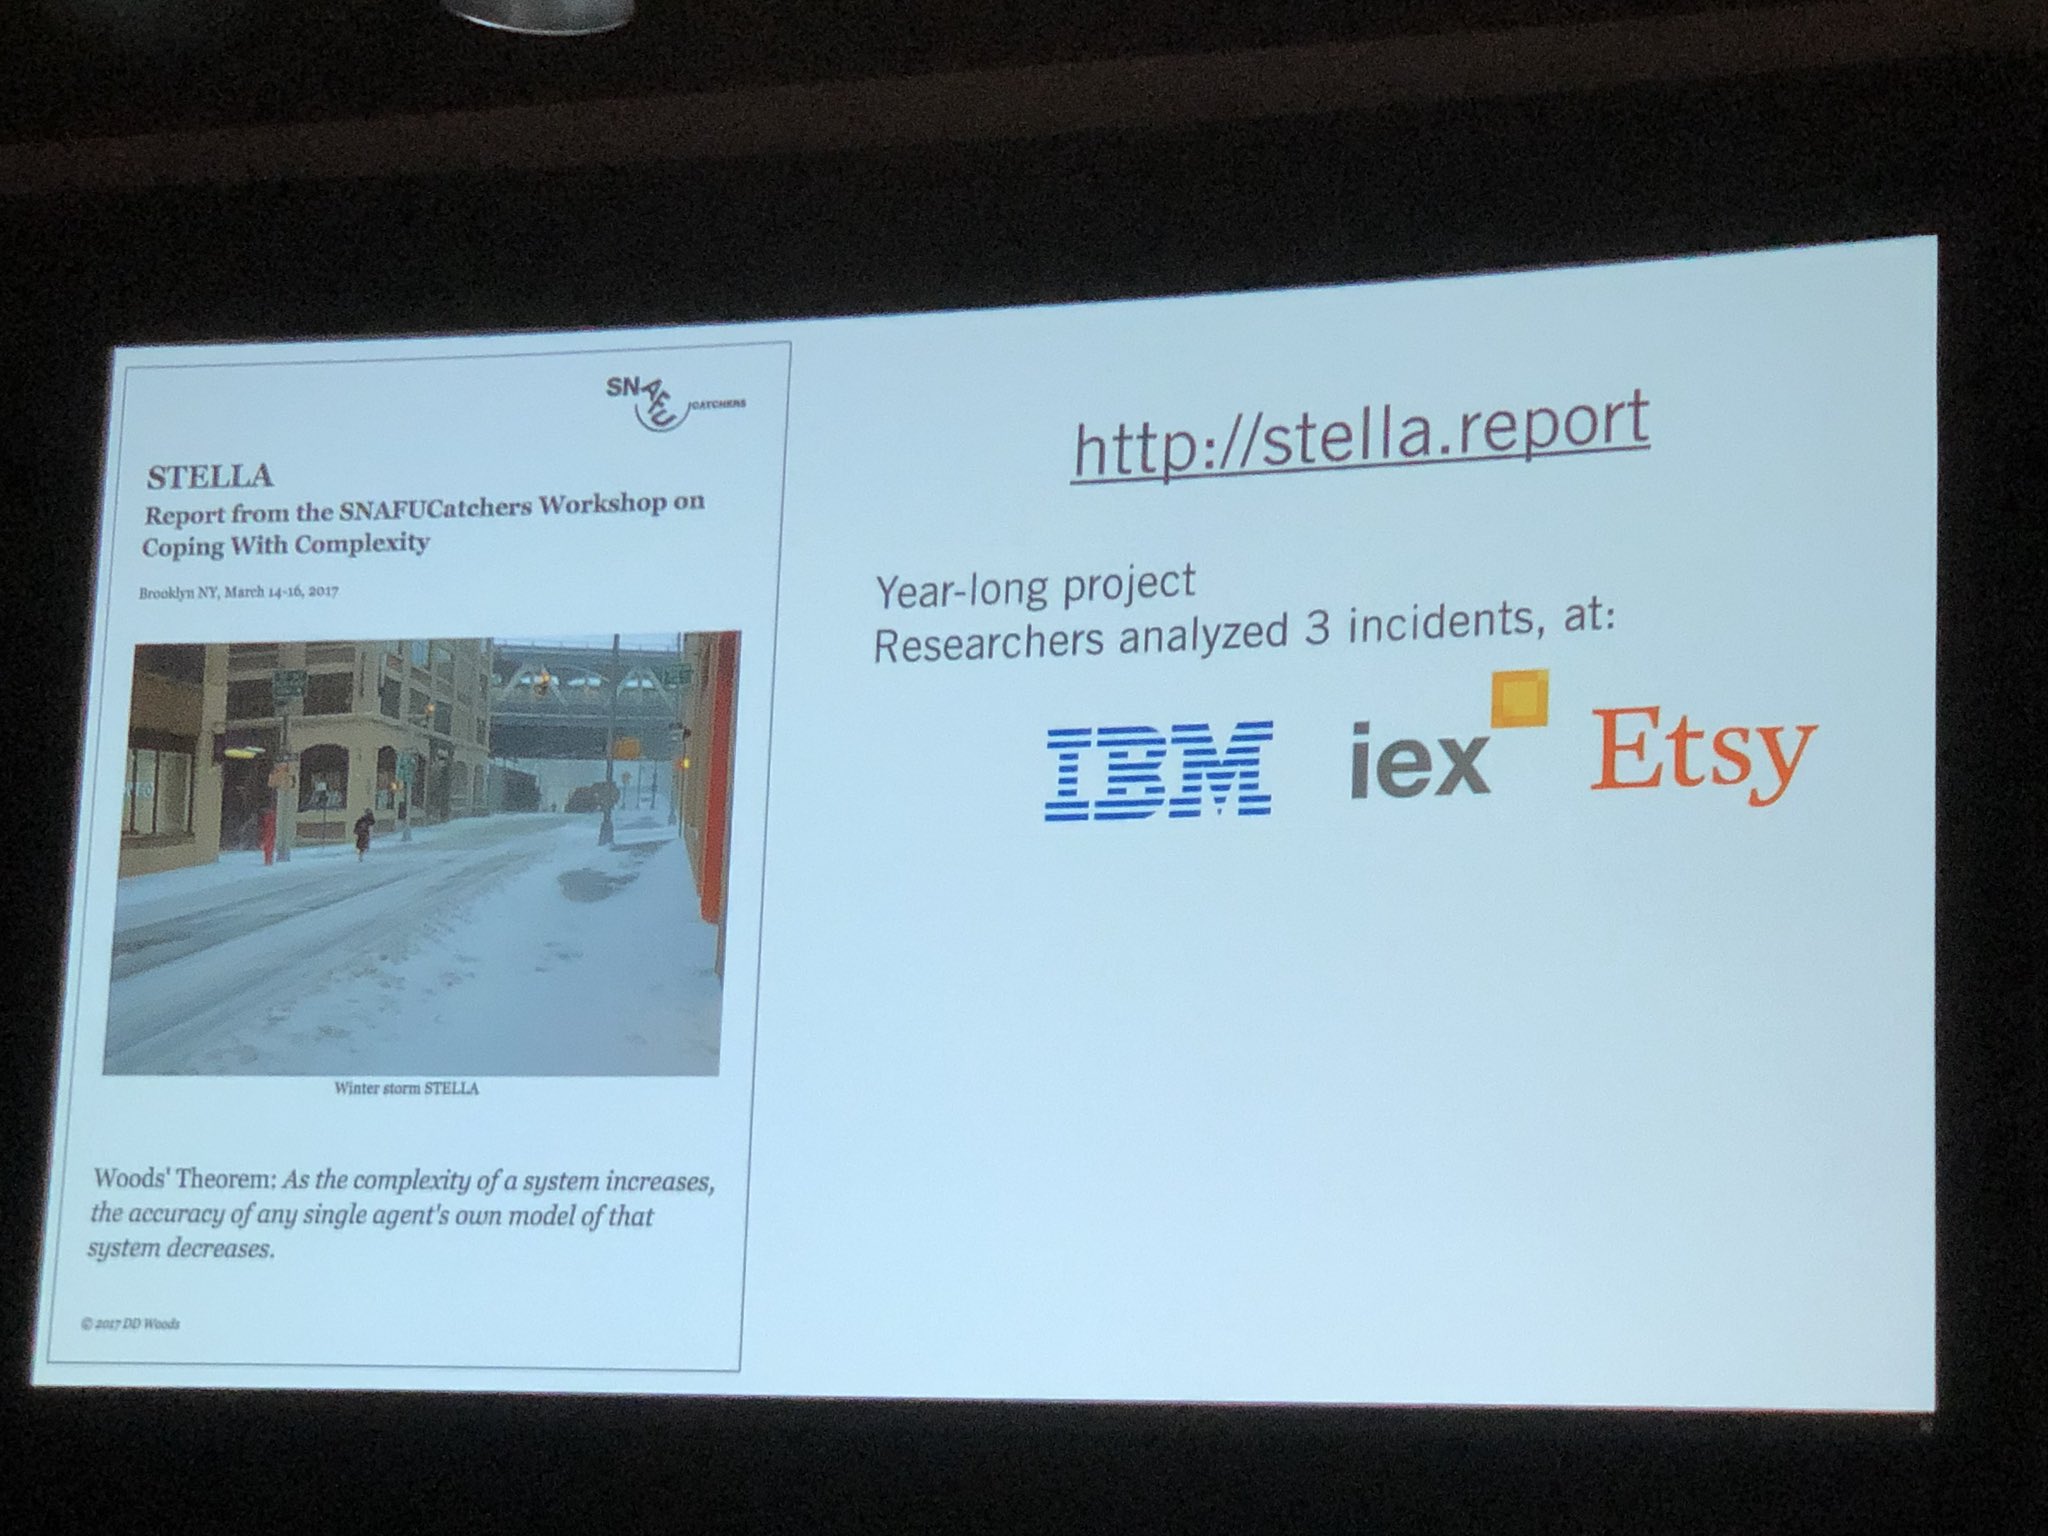 SNAFU CATCHERS
STELLA
Report from the SNAFUCatchers Workshop on
Coping With Complexity
Brooklyn NY, March 14-16, 2017
Winter storm STELLA
Woods' Theorem: As the complexity of a system increases,
the accuracy of any single agent's own model of that
system decreases.
© 2017 DD Woods
http://stella.report
Year-long project
Researchers analyzed 3 incidents, at:
IBM iex Etsy